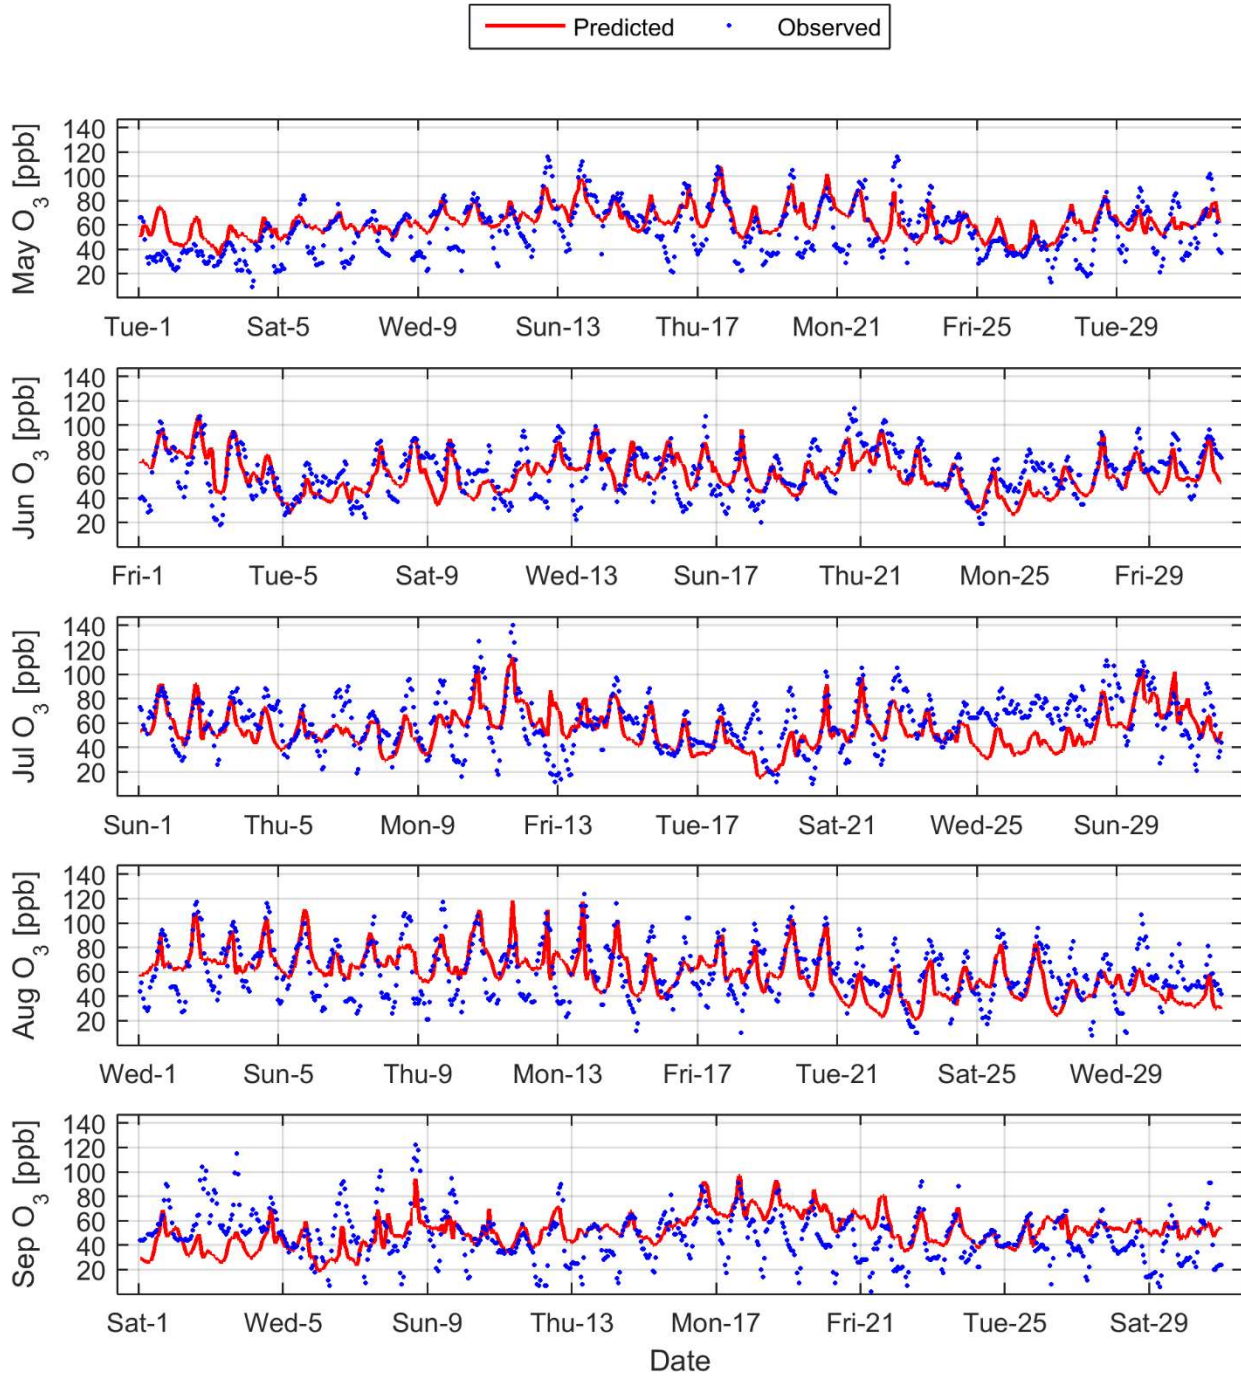 Predicted Observed
May O3 [ppb]
140
120
100
80
60
40
20
Tue-1 Sat-5 Wed-9 Sun-13 Thu-17 Mon-21 Fri-25 Tue-29
Jun O3 [ppb]
140
120
100
80
60
40
20
Fri-1 Tue-5 Sat-9 Wed-13 Sun-17 Thu-21 Mon-25 Fri-29
Jul O3 [ppb]
140
120
100
80
60
40
20
Sun-1 Thu-5 Mon-9 Fri-13 Tue-17 Sat-21 Wed-25 Sun-29
Aug O3 [ppb]
140
120
100
80
60
40
20
Wed-1 Sun-5 Thu-9 Mon-13 Fri-17 Tue-21 Sat-25 Wed-29
Sep O3 [ppb]
140
120
100
80
60
40
20
Sat-1 Wed-5 Sun-9 Thu-13 Mon-17 Fri-21 Tue-25 Sat-29
Date